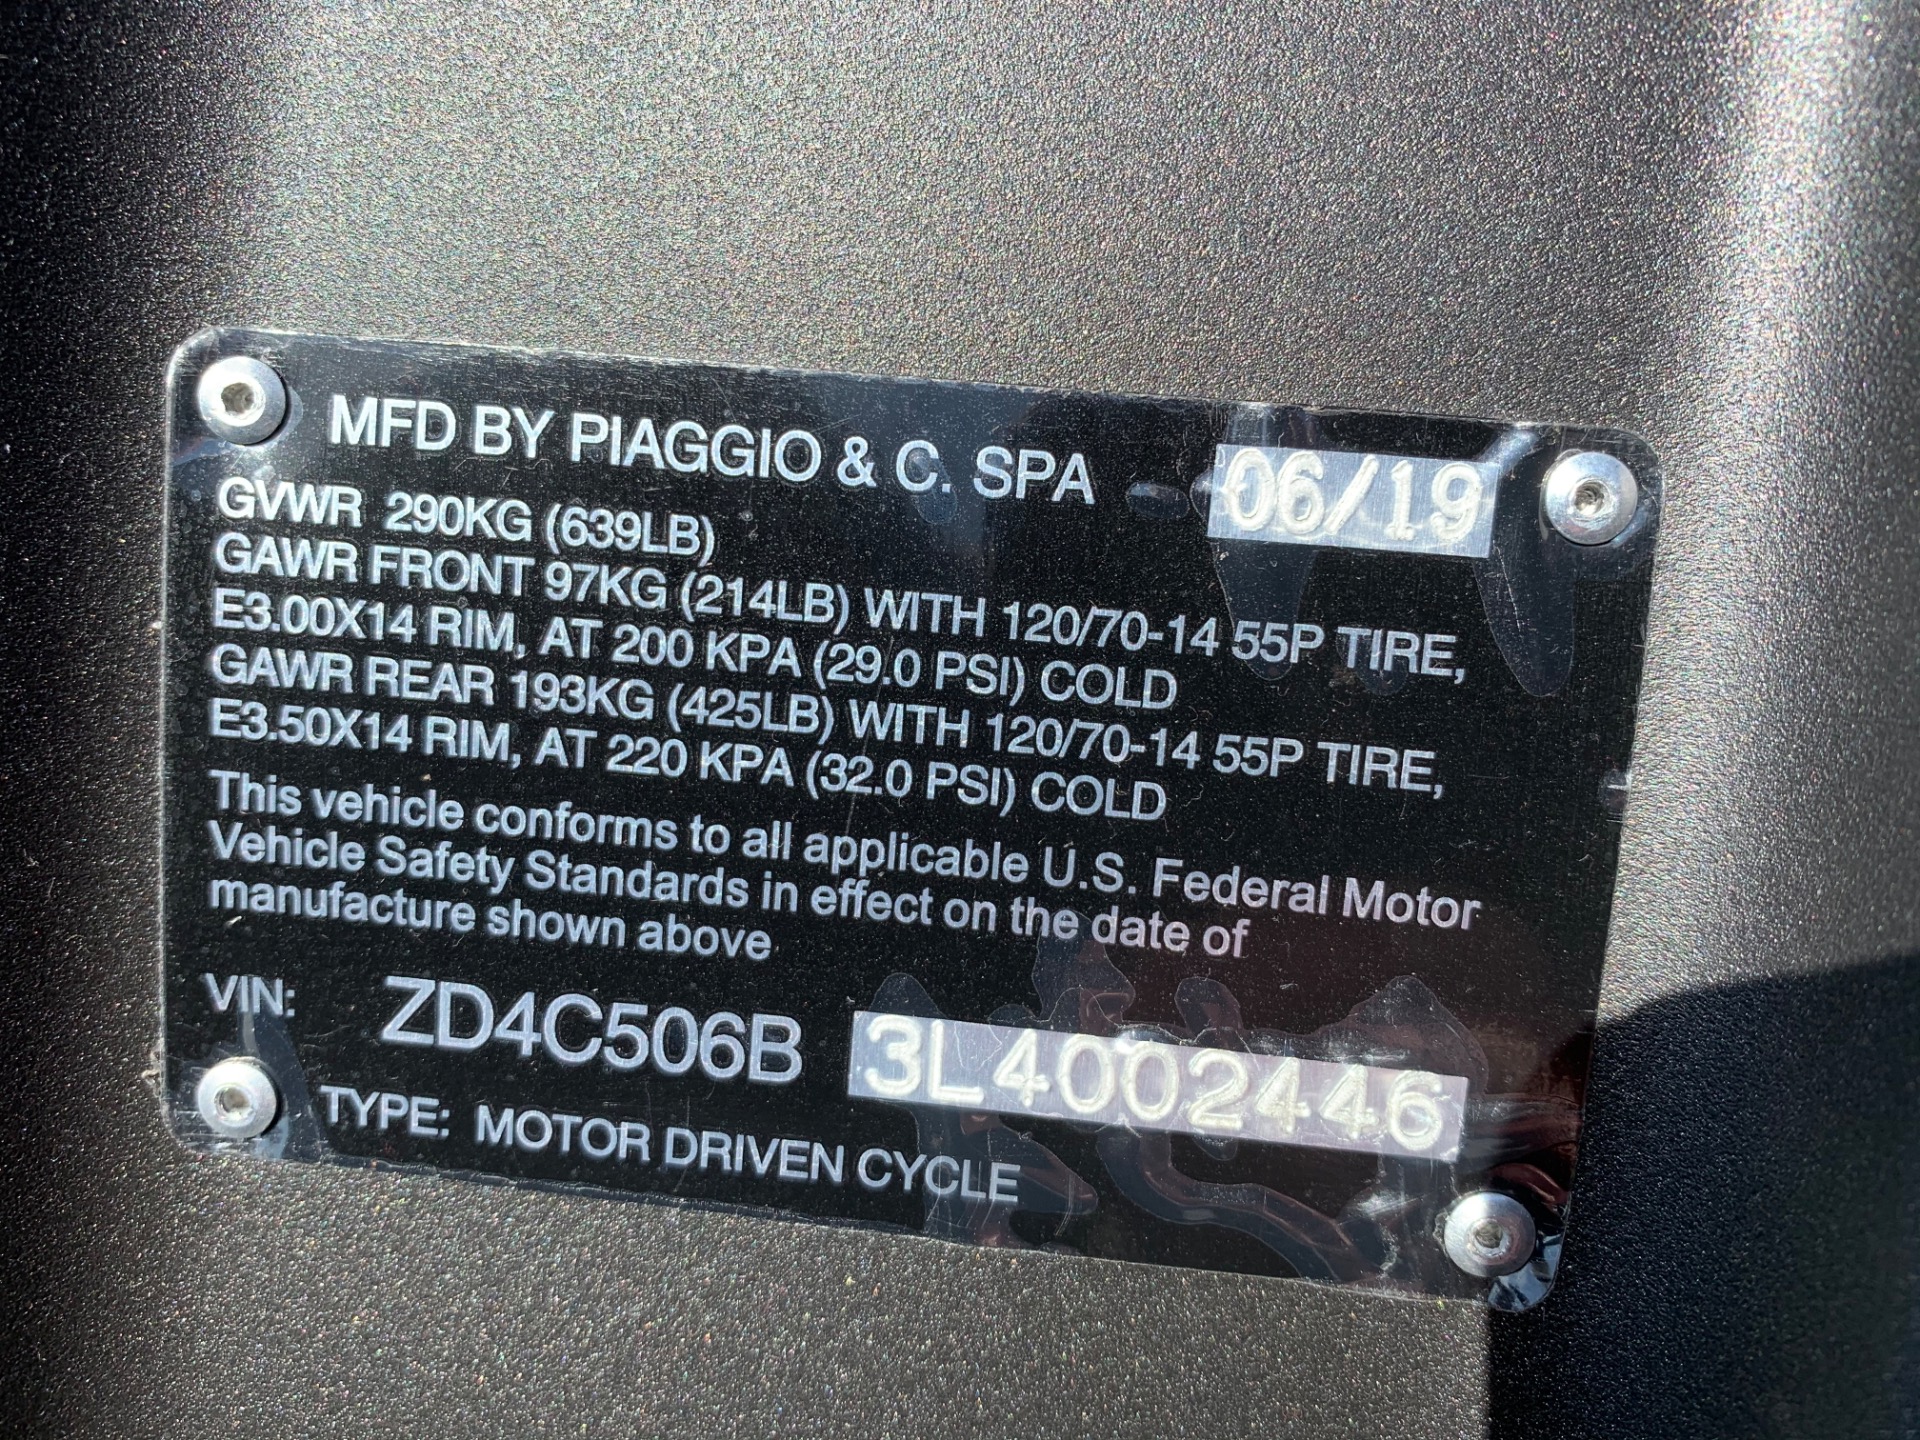 MFD BY PIAGGIO & C. SPA 06/19
GVWR 290KG (639LB)
GAWR FRONT 97KG (214LB) WITH 120/70-14 55P TIRE,
E3.00X14 RIM, AT 200 KPA (29.0 PSI) COLD
GAWR REAR 193KG (425LB) WITH 120/70-14 55P TIRE,
E3.50X14 RIM, AT 220 KPA (32.0 PSI) COLD
This vehicle conforms to all applicable U.S. Federal Motor
Vehicle Safety Standards in effect on the date of
manufacture shown above
VIN: ZD4C506B 3L4002446
TYPE: MOTOR DRIVEN CYCLE